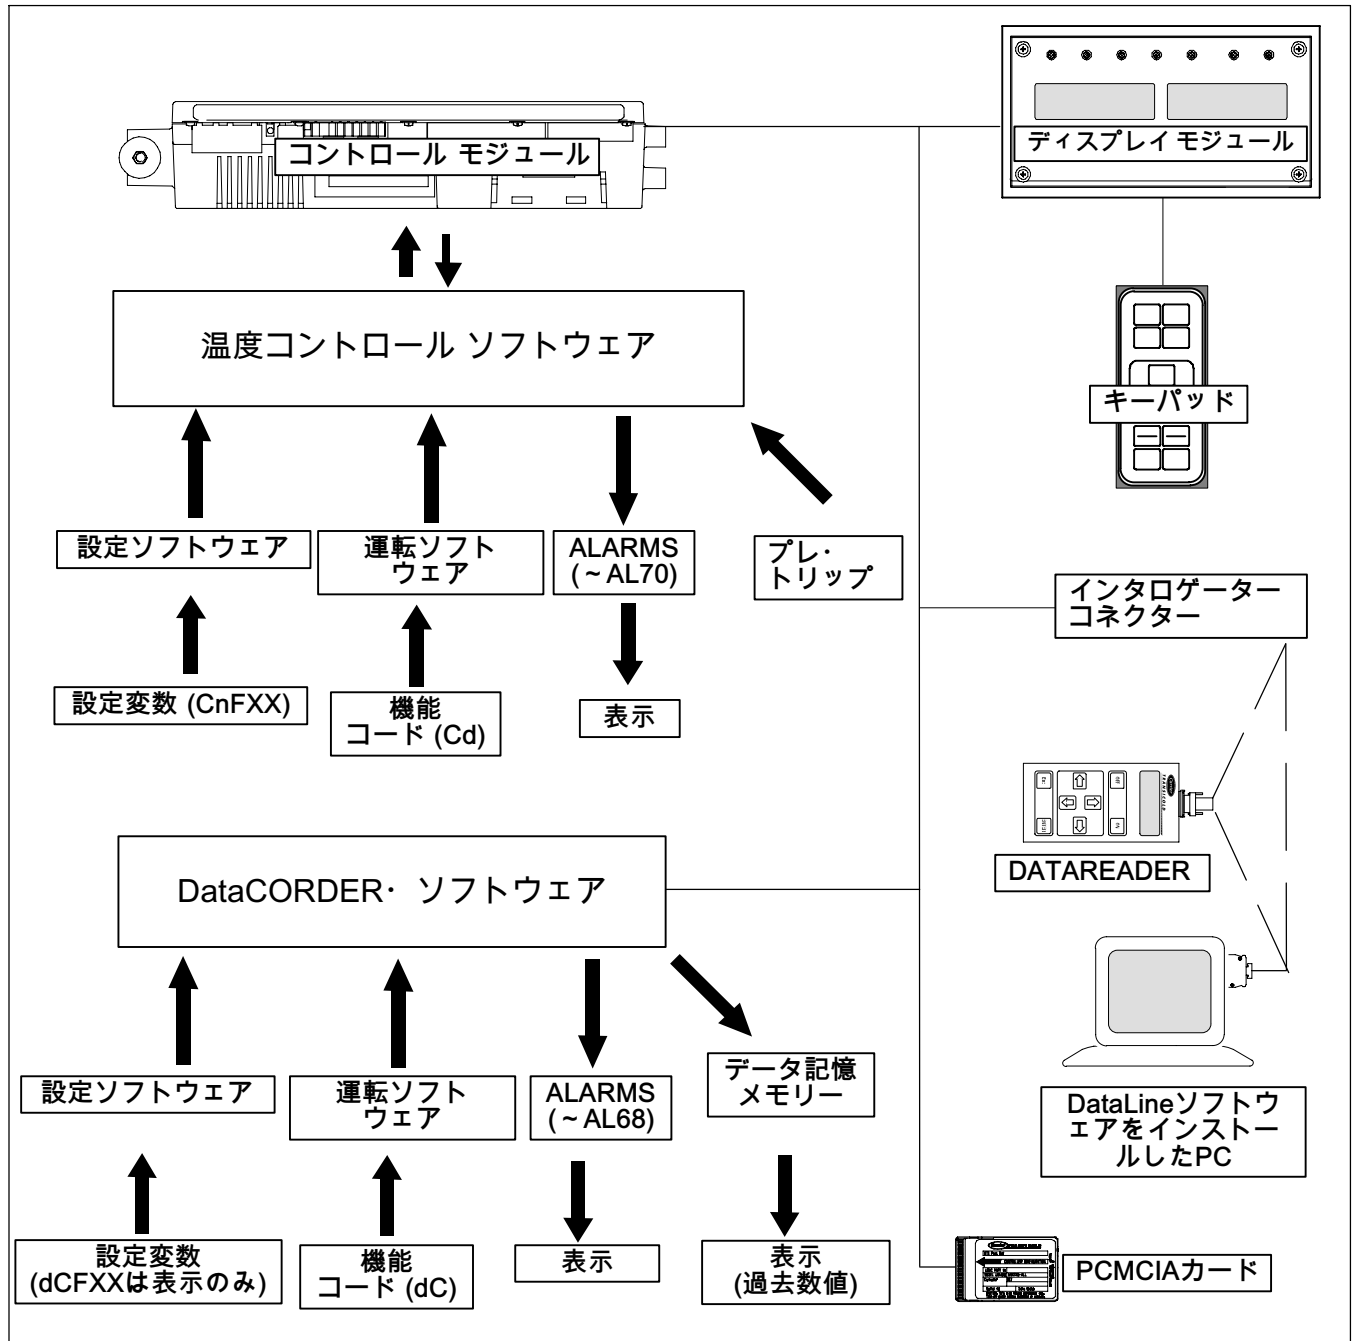 コントロール モジュール
ディスプレイ モジュール
温度コントロール ソフトウェア
キーパッド
設定ソフトウェア
運転ソフト
ウェア
ALARMS
(~AL70)
プレ・
トリップ
インタロゲーター
コネクター
設定変数 (CnFXX)
機能
コード (Cd)
表示
DATAREADER
DataCORDER・ ソフトウェア
設定ソフトウェア
運転ソフト
ウェア
ALARMS
(~AL68)
データ記憶
メモリー
DataLineソフトウ
ェアをインストー
ルしたPC
設定変数
(dCFXXは表示のみ)
機能
コード (dC)
表示
表示
(過去数値)
PCMCIAカード